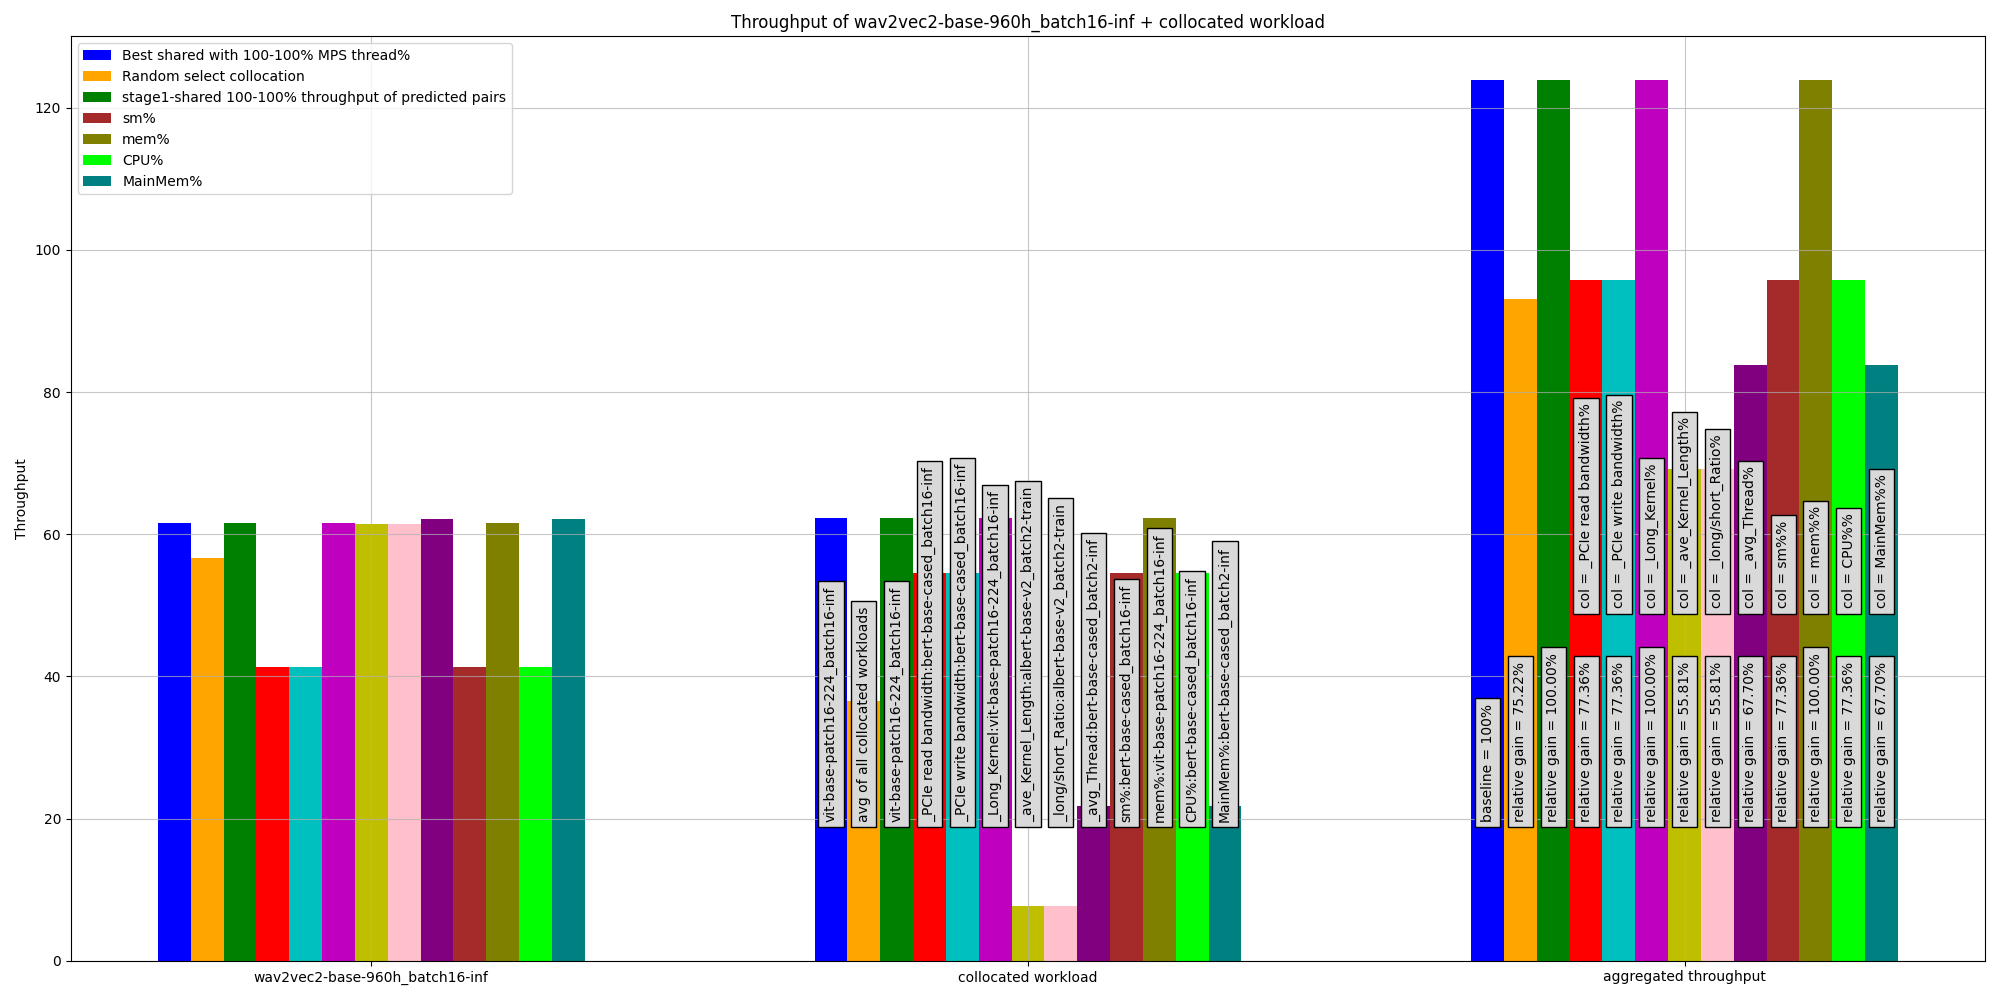 Throughput of wav2vec2-base-960h_batch16-inf + collocated workload
Best shared with 100-100% MPS thread%
Random select collocation
stage1-shared 100-100% throughput of predicted pairs
sm%
mem%
CPU%
MainMem%
Throughput
120
100
80
60
40
20
0
vit-base-patch16-224_batch16-inf
avg of all collocated workloads
vit-base-patch16-224_batch16-inf
_PCIe read bandwidth:bert-base-cased_batch16-inf
_PCIe write bandwidth:bert-base-cased_batch16-inf
_Long_Kernel:vit-base-patch16-224_batch16-inf
_ave_Kernel_Length:albert-base-v2_batch2-train
_long/short_Ratio:albert-base-v2_batch2-train
_avg_Thread:bert-base-cased_batch2-inf
sm%:bert-base-cased_batch16-inf
mem%:vit-base-patch16-224_batch16-inf
CPU%:bert-base-cased_batch16-inf
MainMem%:bert-base-cased_batch2-inf
col = _PCIe read bandwidth%
col = _PCIe write bandwidth%
col = _Long_Kernel%
col = _ave_Kernel_Length%
col = _long/short_Ratio%
col = _avg_Thread%
col = sm%%
col = mem%%
col = CPU%%
col = MainMem%%
baseline = 100%
relative gain = 75.22%
relative gain = 100.00%
relative gain = 77.36%
relative gain = 77.36%
relative gain = 100.00%
relative gain = 55.81%
relative gain = 55.81%
relative gain = 67.70%
relative gain = 77.36%
relative gain = 100.00%
relative gain = 77.36%
relative gain = 67.70%
wav2vec2-base-960h_batch16-inf
collocated workload
aggregated throughput